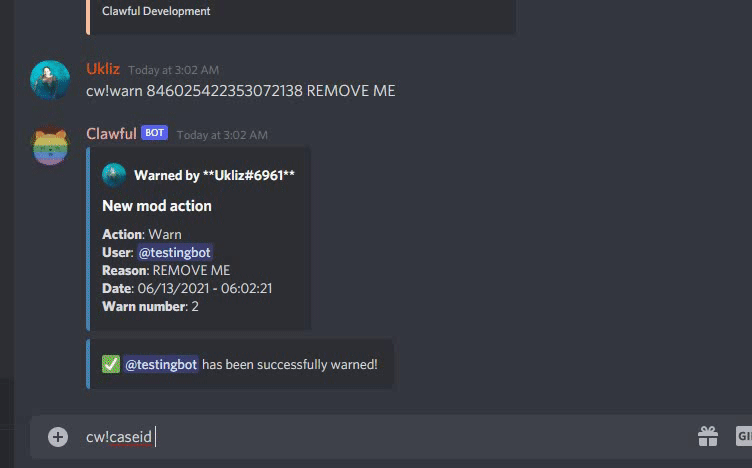 Clawful Development
Ukliz Today at 3:02 AM
cw!warn 846025422353072138 REMOVE ME
Clawful BOT Today at 3:02 AM
Warned by **Ukliz#6961**
New mod action
Action: Warn
User: @testingbot
Reason: REMOVE ME
Date: 06/13/2021 - 06:02:21
Warn number: 2
@testingbot has been successfully warned!
cw!caseid